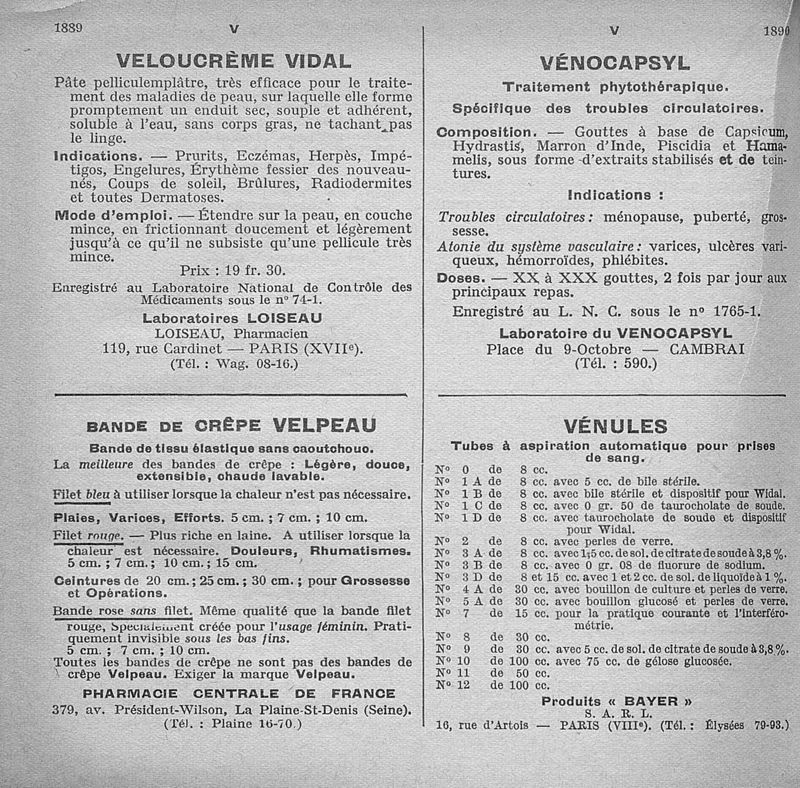 1889
V
VELOUCRÈME VIDAL
Pâte pelliculemplâtre, très efficace pour le traite-
ment des maladies de peau, sur laquelle elle forme
promptement un enduit sec, souple et adhérent,
soluble à l'eau, sans corps gras, ne tachant pas
le linge.
Indications. — Prurits, Eczémas, Herpès, Impé-
tigos, Engelures, Érythème fessier des nouveau-
nés, Coups de soleil, Brûlures, Radiodermites
et toutes Dermatoses.
Mode d'emploi. — Étendre sur la peau, en couche
mince, en frictionnant doucement et légèrement
jusqu'à ce qu'il ne subsiste qu'une pellicule très
mince.
Prix : 19 fr. 30.
Enregistré au Laboratoire National de Contrôle des
Médicaments sous le n° 74-1.
Laboratoires LOISEAU
LOISEAU, Pharmacien
119, rue Cardinet — PARIS (XVIIe).
(Tél. : Wag. 08-16.)
BANDE DE CRÊPE VELPEAU
Bande de tissu élastique sans caoutchouc.
La meilleure des bandes de crêpe : Légère, douce,
extensible, chaude lavable.
Filet bleu à utiliser lorsque la chaleur n'est pas nécessaire.
Plaies, Varices, Efforts. 5 cm. ; 7 cm. ; 10 cm.
Filet rouge. — Plus riche en laine. A utiliser lorsque la
chaleur est nécessaire. Douleurs, Rhumatismes.
5 cm. ; 7 cm. ; 10 cm. ; 15 cm.
Ceintures de 20 cm. ; 25 cm. ; 30 cm. ; pour Grossesse
et Opérations.
Bande rose sans filet. Même qualité que la bande filet
rouge, Spécialement créée pour l'usage féminin. Prati-
quement invisible sous les bas fins.
5 cm. ; 7 cm. ; 10 cm.
Toutes les bandes de crêpe ne sont pas des bandes de
crêpe Velpeau. Exiger la marque Velpeau.
PHARMACIE CENTRALE DE FRANCE
379, av. Président-Wilson, La Plaine-St-Denis (Seine).
(Tél. : Plaine 16-70)
V
1890
VÉNOCAPSYL
Traitement phytothérapique.
Spécifique des troubles circulatoires.
Composition. — Gouttes à base de Capsicum,
Hydrastis, Marron d'Inde, Piscidia et Hama-
melis, sous forme d'extraits stabilisés et de tein-
tures.
Indications :
Troubles circulatoires : ménopause, puberté, gros-
sesse.
Atonie du système vasculaire : varices, ulcères vari-
queux, hémorroïdes, phlébites.
Doses. — XX à XXX gouttes, 2 fois par jour aux
principaux repas.
Enregistré au L. N. C. sous le n° 1765-1.
Laboratoire du VENOCAPSYL
Place du 9-Octobre — CAMBRAI
(Tél. : 590.)
VÉNULES
Tubes à aspiration automatique pour prises
de sang.
N° 0 de 8 cc.
N° 1 A de 8 cc. avec 5 cc. de bile stérile.
N° 1 B de 8 cc. avec bile stérile et dispositif pour Widal.
N° 1 C de 8 cc. avec 0 gr. 50 de taurocholate de soude.
N° 1 D de 8 cc. avec taurocholate de soude et dispositif
pour Widal.
N° 2 de 8 cc. avec perles de verre.
N° 3 A de 8 cc. avec 1,5 cc. de sol. de citrate de soude à 3,8 %.
N° 3 B de 8 cc. avec 0 gr. 08 de fluorure de sodium.
N° 3 D de 8 et 15 cc. avec 1 et 2 cc. de sol. de liquoïde à 1 %.
N° 4 A de 30 cc. avec bouillon de culture et perles de verre.
N° 5 A de 30 cc. avec bouillon glucosé et perles de verre.
N° 7 de 15 cc. pour la pratique courante et l'Interféro-
métrie.
N° 8 de 30 cc.
N° 9 de 30 cc. avec 5 cc. de sol. de citrate de soude à 3,8 %.
N° 10 de 100 cc. avec 75 cc. de gélose glucosée.
N° 11 de 50 cc.
N° 12 de 100 cc.
Produits « BAYER »
S. A. R. L.
16, rue d'Artois — PARIS (VIIIe). (Tél. : Élysées 79-93.)